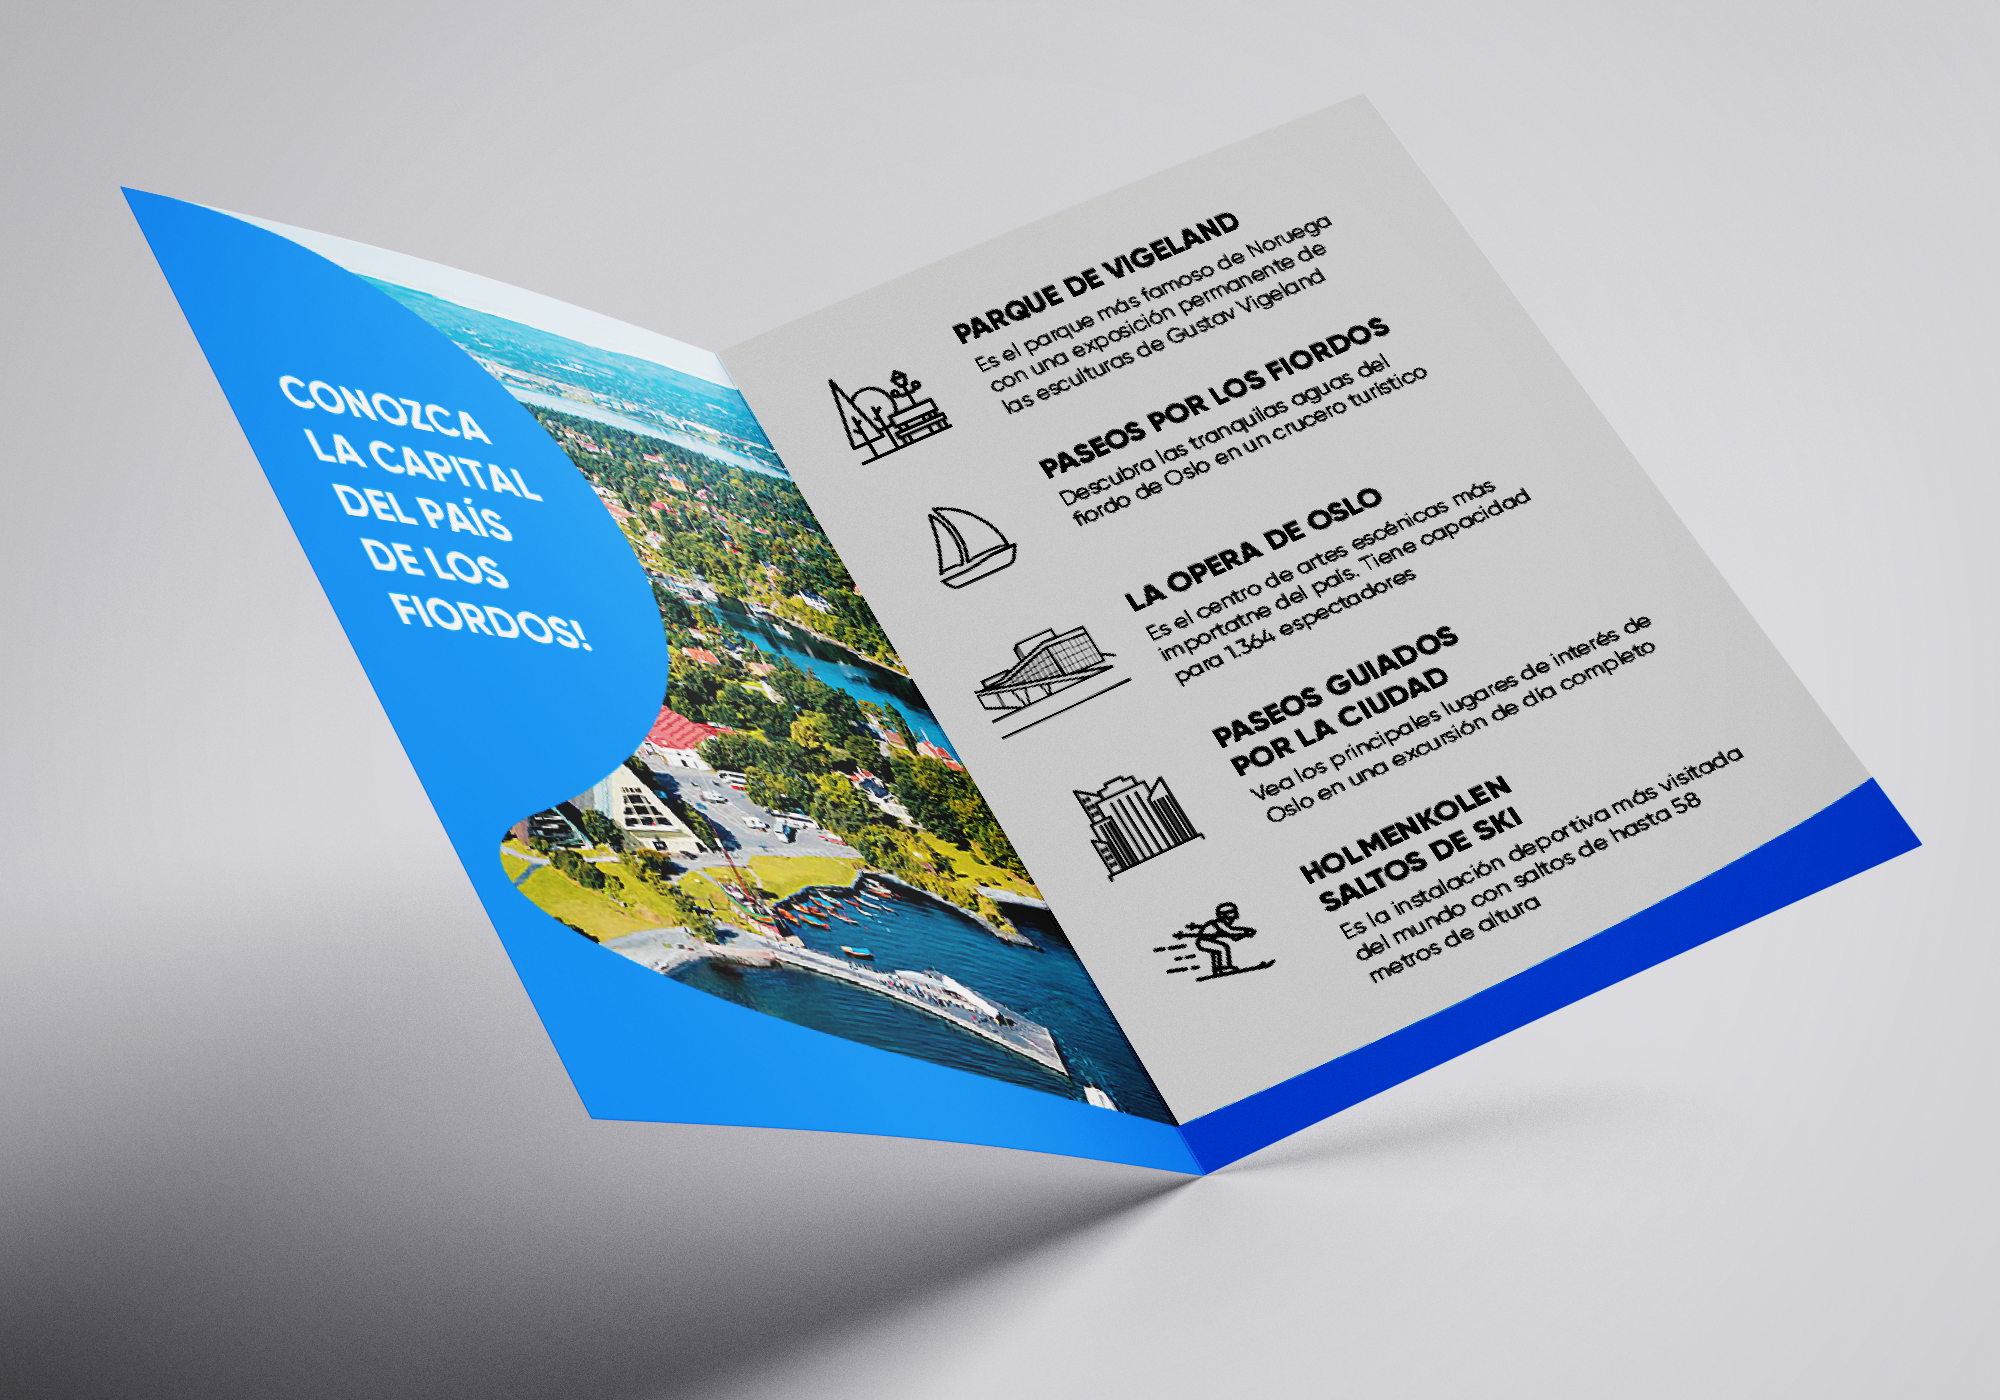 CONOZCA
LA CAPITAL
DEL PAÍS
DE LOS
FIORDOS!
PARQUE DE VIGELAND
Es el parque más famoso de Noruega
con una exposición permanente de
las esculturas de Gustav Vigeland
PASEOS POR LOS FIORDOS
Descubra las tranquilas aguas del
fiordo de Oslo en un crucero turístico
LA OPERA DE OSLO
Es el centro de artes escénicas más
importatne del país. Tiene capacidad
para 1.364 espectadores
PASEOS GUIADOS
POR LA CIUDAD
Vea los principales lugares de interés de
Oslo en una excursión de día completo
HOLMENKOLEN
SALTOS DE SKI
Es la instalación deportiva más visitada
del mundo con saltos de hasta 58
metros de altura